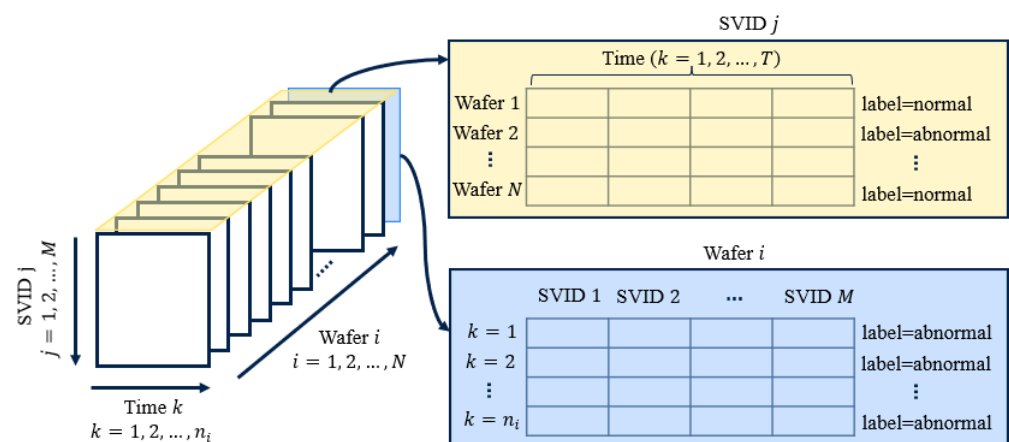 SVID j
Time (k = 1, 2, …, T)
Wafer 1
label=normal
Wafer 2
label=abnormal
⋮
⋮
Wafer N
label=normal
SVID j
j = 1, 2, …, M
Wafer i
i = 1, 2, …, N
Time k
k = 1, 2, …, n_i
Wafer i
SVID 1 SVID 2 ⋯ SVID M
k = 1
label=abnormal
k = 2
label=abnormal
⋮
⋮
k = n_i
label=abnormal